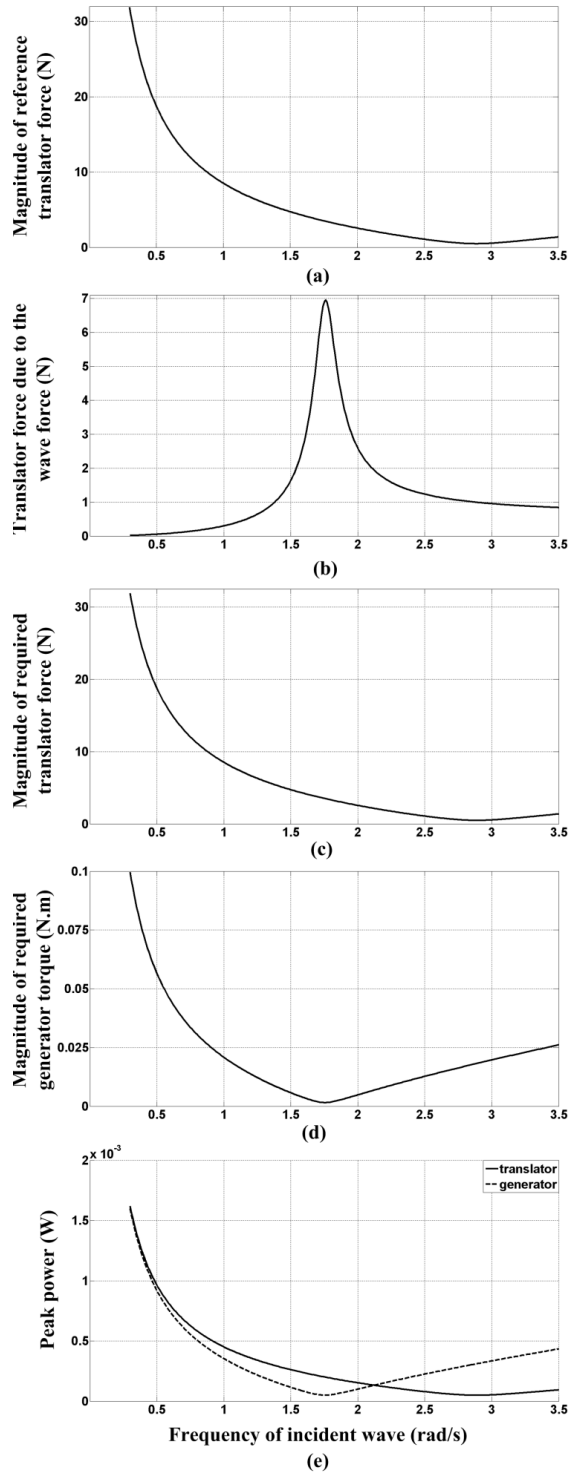 Magnitude of reference
translator force (N)
30
20
10
0
0.5 1 1.5 2 2.5 3 3.5
(a)
Translator force due to the
wave force (N)
7
6
5
4
3
2
1
0
0.5 1 1.5 2 2.5 3 3.5
(b)
Magnitude of required
translator force (N)
30
20
10
0
0.5 1 1.5 2 2.5 3 3.5
(c)
Magnitude of required
generator torque (N.m)
0.1
0.075
0.05
0.025
0
0.5 1 1.5 2 2.5 3 3.5
(d)
Peak power (W)
2 x 10⁻³
translator
generator
1.5
1
0.5
0
0.5 1 1.5 2 2.5 3 3.5
Frequency of incident wave (rad/s)
(e)